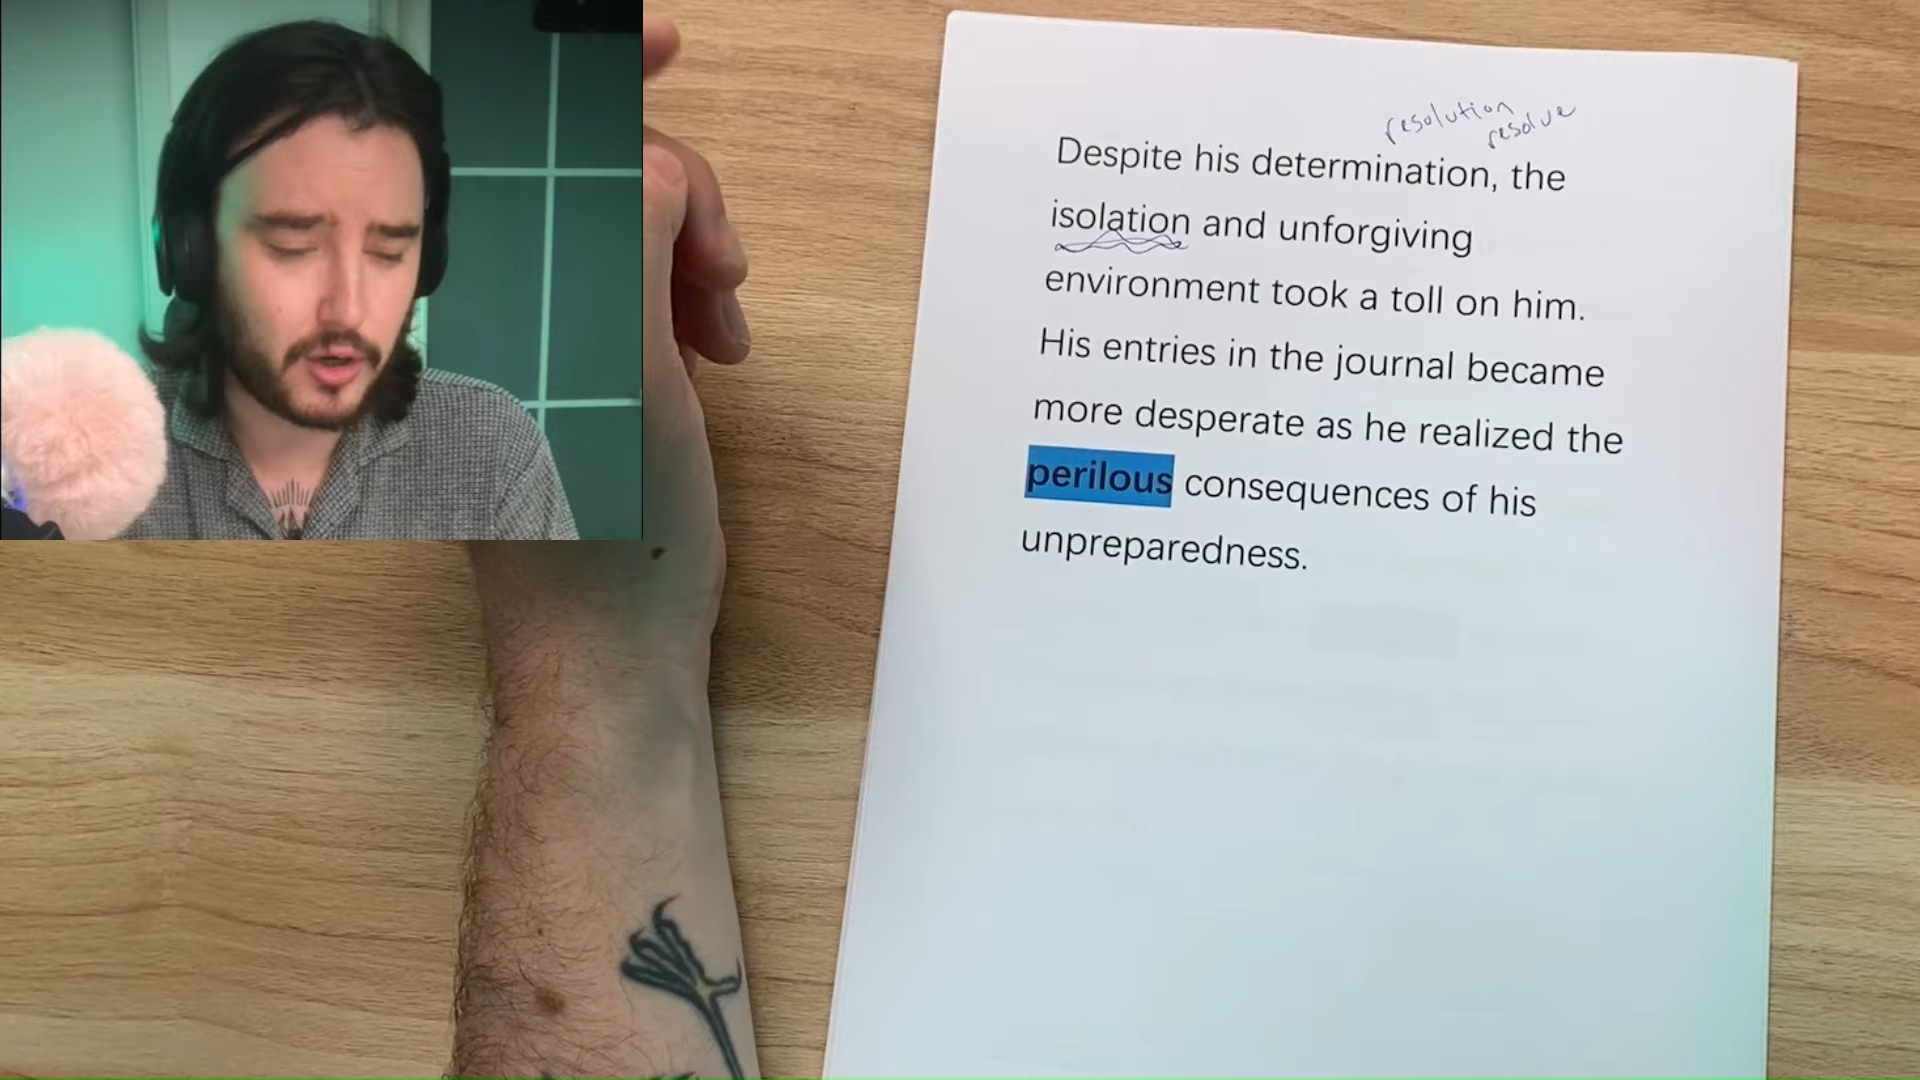 resolution
resolve
Despite his determination, the
isolation and unforgiving
environment took a toll on him.
His entries in the journal became
more desperate as he realized the
perilous consequences of his
unpreparedness.